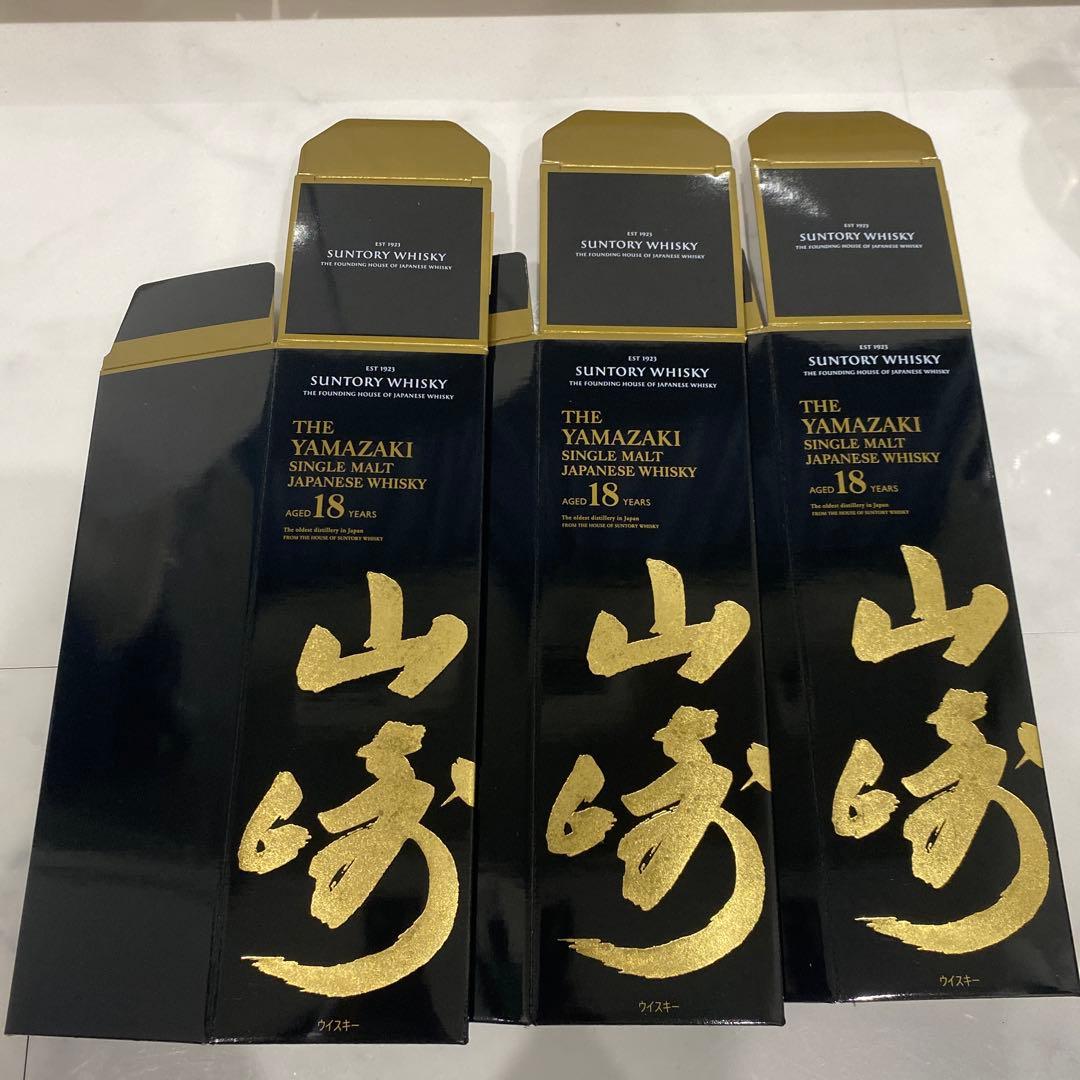 EST 1923
SUNTORY WHISKY
THE FOUNDING HOUSE OF JAPANESE WHISKY
EST 1923
SUNTORY WHISKY
THE FOUNDING HOUSE OF JAPANESE WHISKY
THE
YAMAZAKI
SINGLE MALT
JAPANESE WHISKY
AGED 18 YEARS
The oldest distillery in Japan
FROM THE HOUSE OF SUNTORY WHISKY
山
崎
ウイスキー
EST 1923
SUNTORY WHISKY
THE FOUNDING HOUSE OF JAPANESE WHISKY
EST 1923
SUNTORY WHISKY
THE FOUNDING HOUSE OF JAPANESE WHISKY
THE
YAMAZAKI
SINGLE MALT
JAPANESE WHISKY
AGED 18 YEARS
The oldest distillery in Japan
FROM THE HOUSE OF SUNTORY WHISKY
山
崎
ウイスキー
EST 1923
SUNTORY WHISKY
THE FOUNDING HOUSE OF JAPANESE WHISKY
EST 1923
SUNTORY WHISKY
THE FOUNDING HOUSE OF JAPANESE WHISKY
THE
YAMAZAKI
SINGLE MALT
JAPANESE WHISKY
AGED 18 YEARS
The oldest distillery in Japan
FROM THE HOUSE OF SUNTORY WHISKY
山
崎
ウイスキー